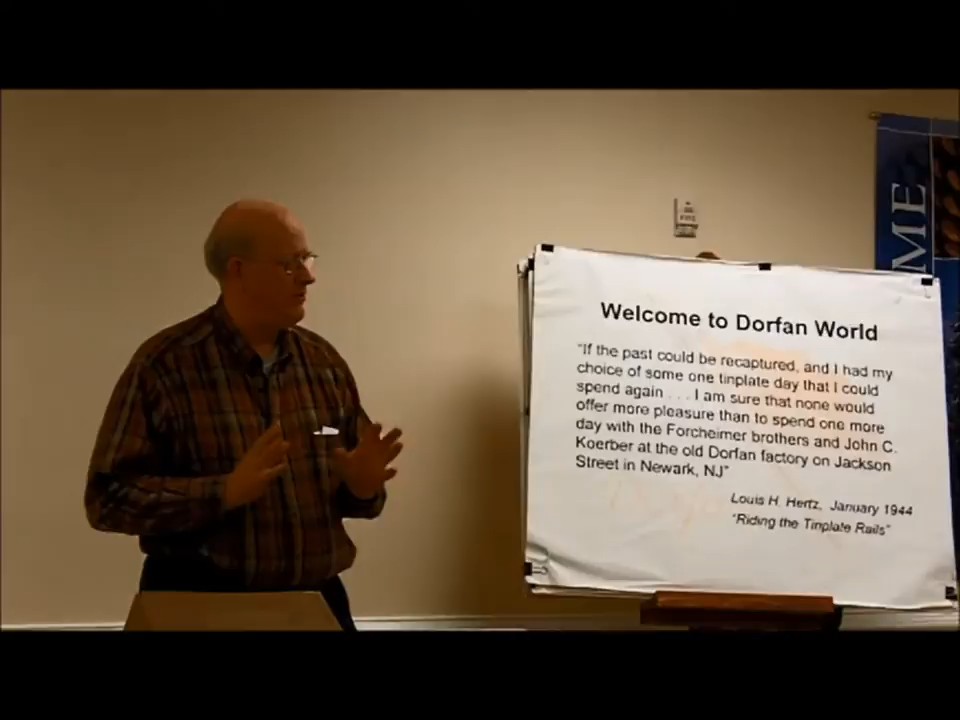 Welcome to Dorfan World
"If the past could be recaptured, and I had my
choice of some one tinplate day that I could
spend again . . . I am sure that none would
offer more pleasure than to spend one more
day with the Forcheimer brothers and John C.
Koerber at the old Dorfan factory on Jackson
Street in Newark, NJ"
Louis H. Hertz, January 1944
"Riding the Tinplate Rails"
ME